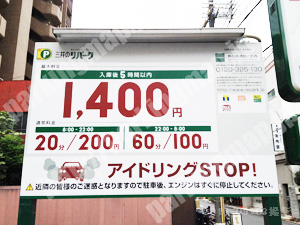 P 三井のリパーク
最大料金
入庫後5時間以内
1,400円
通常料金
8:00-22:00
20分/200円
22:00-8:00
60分/100円
0120-325-130
アイドリングSTOP!
近隣の皆様のご迷惑となりますので駐車後、エンジンはすぐに停止してください。